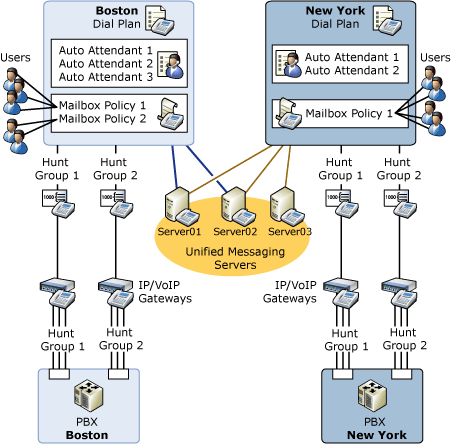 Boston
Dial Plan
Auto Attendant 1
Auto Attendant 2
Auto Attendant 3
Mailbox Policy 1
Mailbox Policy 2
Users
New York
Dial Plan
Auto Attendant 1
Auto Attendant 2
Mailbox Policy 1
Users
Hunt
Group 1
Hunt
Group 2
Hunt
Group 1
Hunt
Group 2
1000
1000
1000
1000
Server01
Server02
Server03
Unified Messaging
Servers
IP/VoIP
Gateways
IP/VoIP
Gateways
Hunt
Group 1
Hunt
Group 2
Hunt
Group 1
Hunt
Group 2
PBX
Boston
PBX
New York